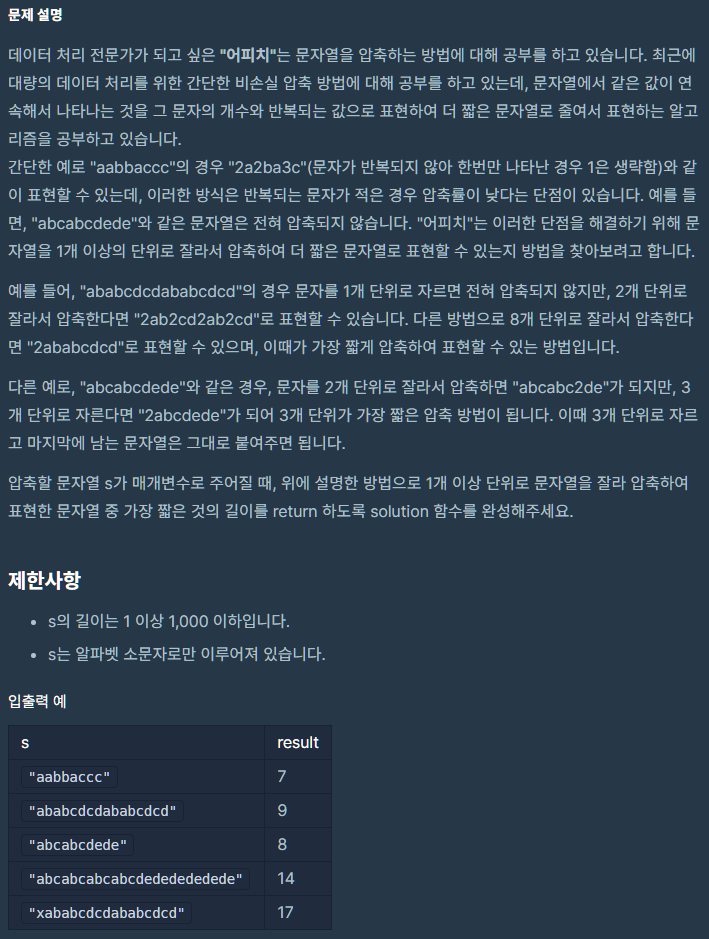 문제 설명
데이터 처리 전문가가 되고 싶은 "어피치"는 문자열을 압축하는 방법에 대해 공부를 하고 있습니다. 최근에
대량의 데이터 처리를 위한 간단한 비손실 압축 방법에 대해 공부를 하고 있는데, 문자열에서 같은 값이 연
속해서 나타나는 것을 그 문자의 개수와 반복되는 값으로 표현하여 더 짧은 문자열로 줄여서 표현하는 알고
리즘을 공부하고 있습니다.
간단한 예로 "aabbaccc"의 경우 "2a2ba3c"(문자가 반복되지 않아 한번만 나타난 경우 1은 생략함)와 같
이 표현할 수 있는데, 이러한 방식은 반복되는 문자가 적은 경우 압축률이 낮다는 단점이 있습니다. 예를 들
면, "abcabcdede"와 같은 문자열은 전혀 압축되지 않습니다. "어피치"는 이러한 단점을 해결하기 위해 문
자열을 1개 이상의 단위로 잘라서 압축하여 더 짧은 문자열로 표현할 수 있는지 방법을 찾아보려고 합니다.
예를 들어, "ababcdcdababcdcd"의 경우 문자를 1개 단위로 자르면 전혀 압축되지 않지만, 2개 단위로
잘라서 압축한다면 "2ab2cd2ab2cd"로 표현할 수 있습니다. 다른 방법으로 8개 단위로 잘라서 압축한다
면 "2ababcdcd"로 표현할 수 있으며, 이때가 가장 짧게 압축하여 표현할 수 있는 방법입니다.
다른 예로, "abcabcdede"와 같은 경우, 문자를 2개 단위로 잘라서 압축하면 "abcabc2de"가 되지만, 3
개 단위로 자른다면 "2abcdede"가 되어 3개 단위가 가장 짧은 압축 방법이 됩니다. 이때 3개 단위로 자르
고 마지막에 남는 문자열은 그대로 붙여주면 됩니다.
압축할 문자열 s가 매개변수로 주어질 때, 위에 설명한 방법으로 1개 이상 단위로 문자열을 잘라 압축하여
표현한 문자열 중 가장 짧은 것의 길이를 return 하도록 solution 함수를 완성해주세요.
제한사항
• s의 길이는 1 이상 1,000 이하입니다.
• s는 알파벳 소문자로만 이루어져 있습니다.
입출력 예
s result
"aabbaccc" 7
"ababcdcdababcdcd" 9
"abcabcdede" 8
"abcabcabcabcdededededede" 14
"xababcdcdababcdcd" 17